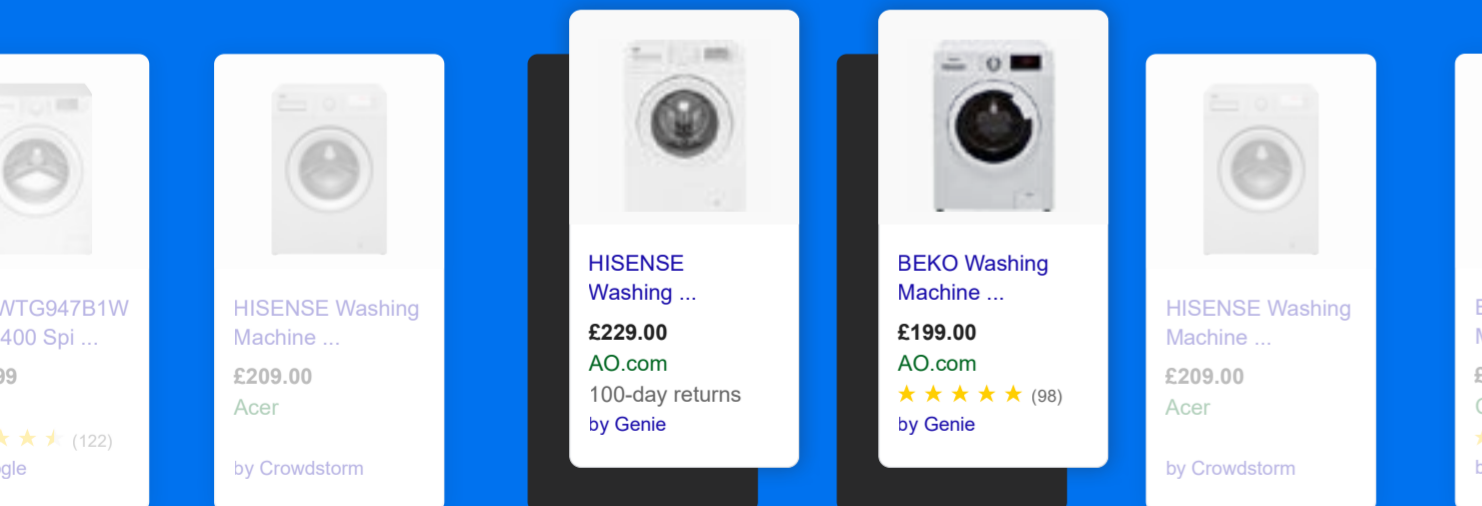 WTG947B1W
400 Spi ...
99
(122)
gle
HISENSE Washing
Machine ...
£209.00
Acer
by Crowdstorm
HISENSE
Washing ...
£229.00
AO.com
100-day returns
by Genie
BEKO Washing
Machine ...
£199.00
AO.com
(98)
by Genie
HISENSE Washing
Machine ...
£209.00
Acer
by Crowdstorm